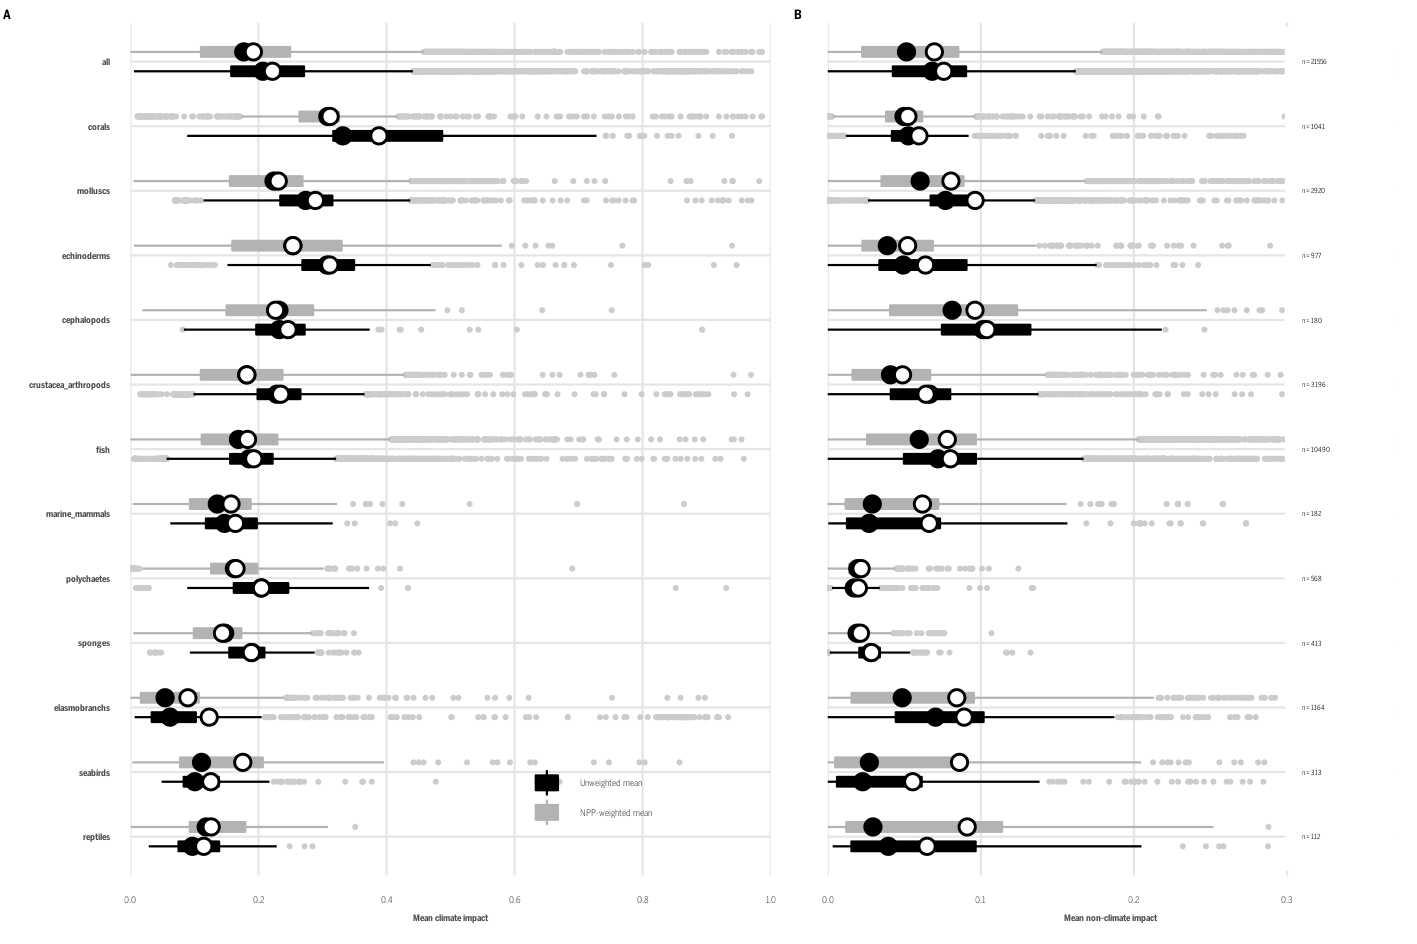 A
B
all
n = 21556
corals
n = 1041
molluscs
n = 2920
echinoderms
n = 977
cephalopods
n = 180
crustacea_arthropods
n = 3196
fish
n = 10490
marine_mammals
n = 182
polychaetes
n = 568
sponges
n = 413
elasmobranchs
n = 1164
seabirds
n = 313
Unweighted mean
NPP-weighted mean
reptiles
n = 112
0.0 0.2 0.4 0.6 0.8 1.0
0.0 0.1 0.2 0.3
Mean climate impact
Mean non-climate impact